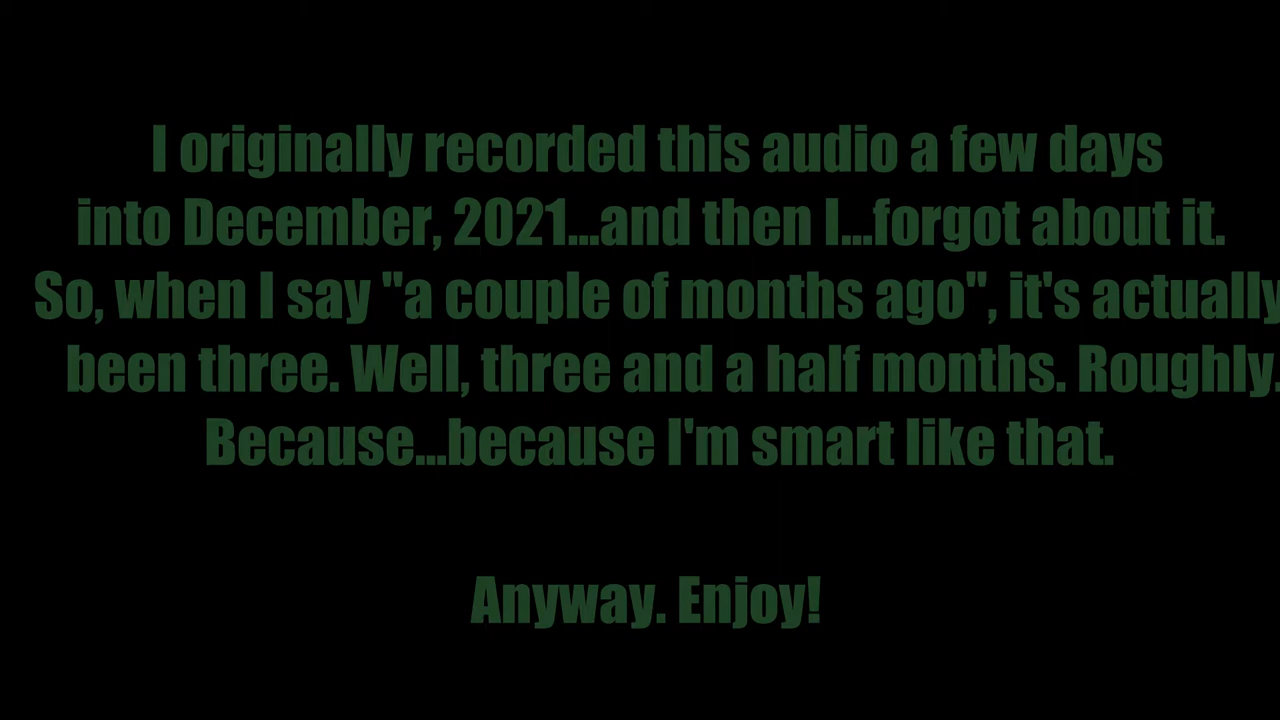 I originally recorded this audio a few days
into December, 2021...and then I...forgot about it.
So, when I say "a couple of months ago", it's actually
been three. Well, three and a half months. Roughly.
Because...because I'm smart like that.
Anyway. Enjoy!